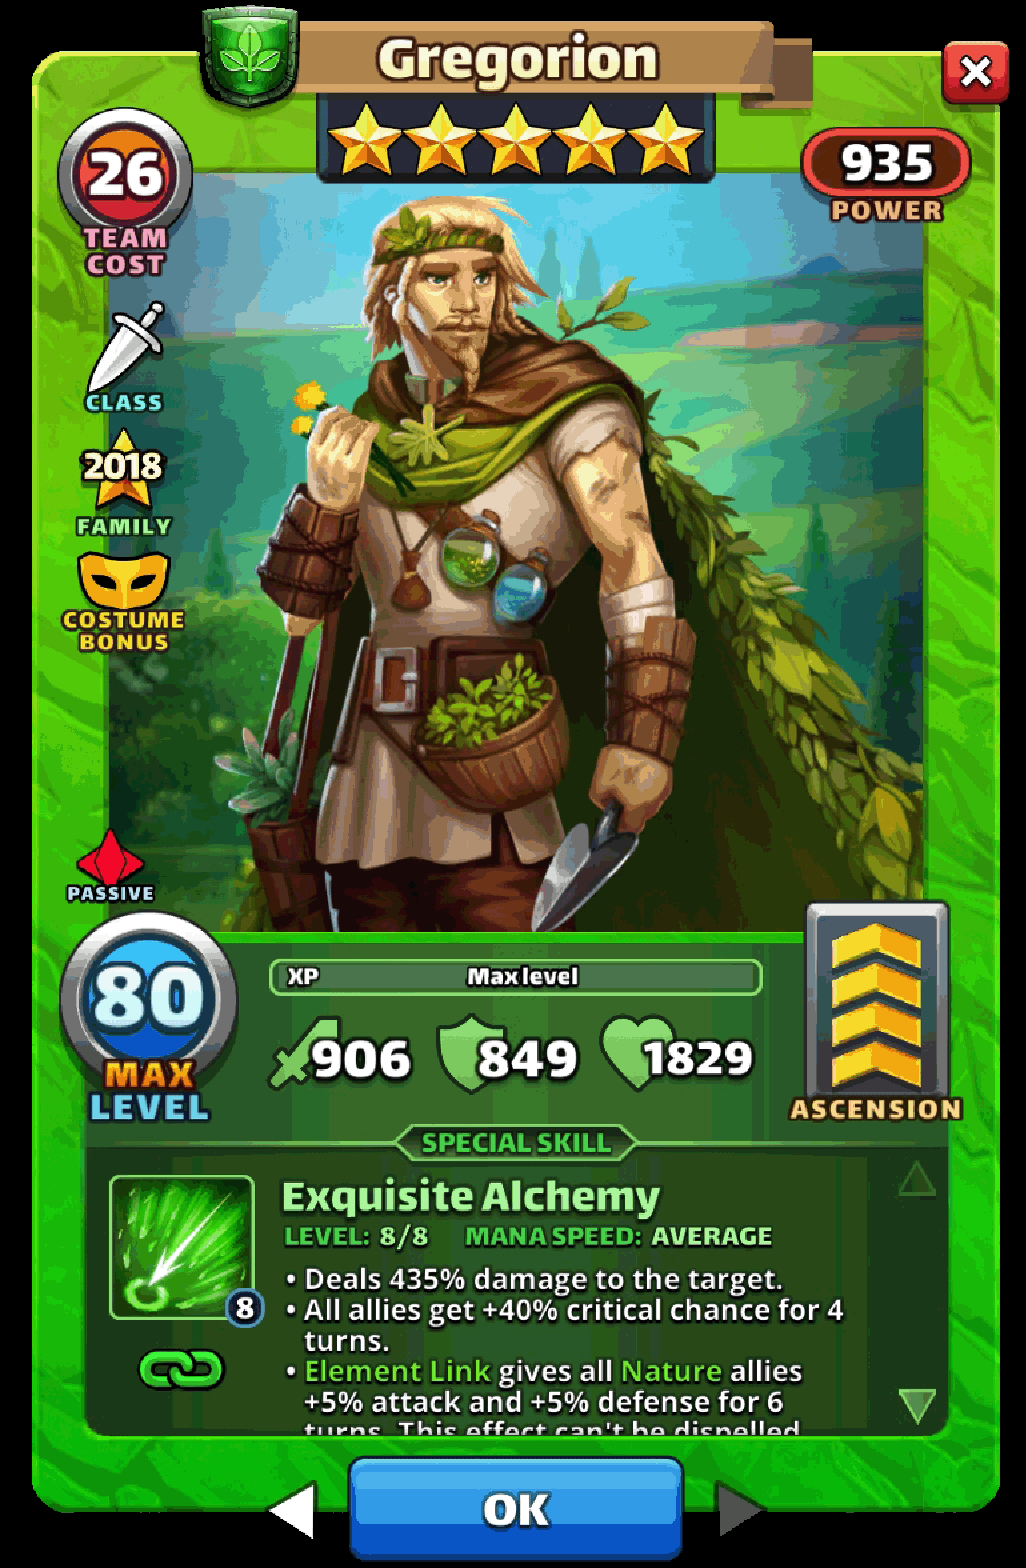 Gregorion
26
TEAM
COST
935
POWER
CLASS
2018
FAMILY
COSTUME
BONUS
PASSIVE
80
MAX
LEVEL
XP Max level
906 849 1829
ASCENSION
SPECIAL SKILL
Exquisite Alchemy
LEVEL: 8/8 MANA SPEED: AVERAGE
8
• Deals 435% damage to the target.
• All allies get +40% critical chance for 4
turns.
• Element Link gives all Nature allies
+5% attack and +5% defense for 6
turns. This effect can't be dispelled
OK